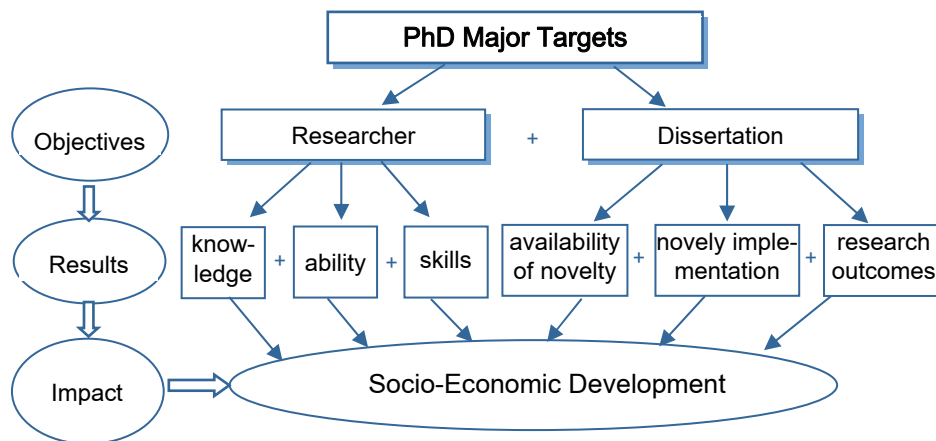 PhD Major Targets
Objectives
Researcher
+
Dissertation
Results
know-
ledge
+
ability
+
skills
availability
of novelty
+
novely imple-
mentation
+
research
outcomes
Impact
Socio-Economic Development